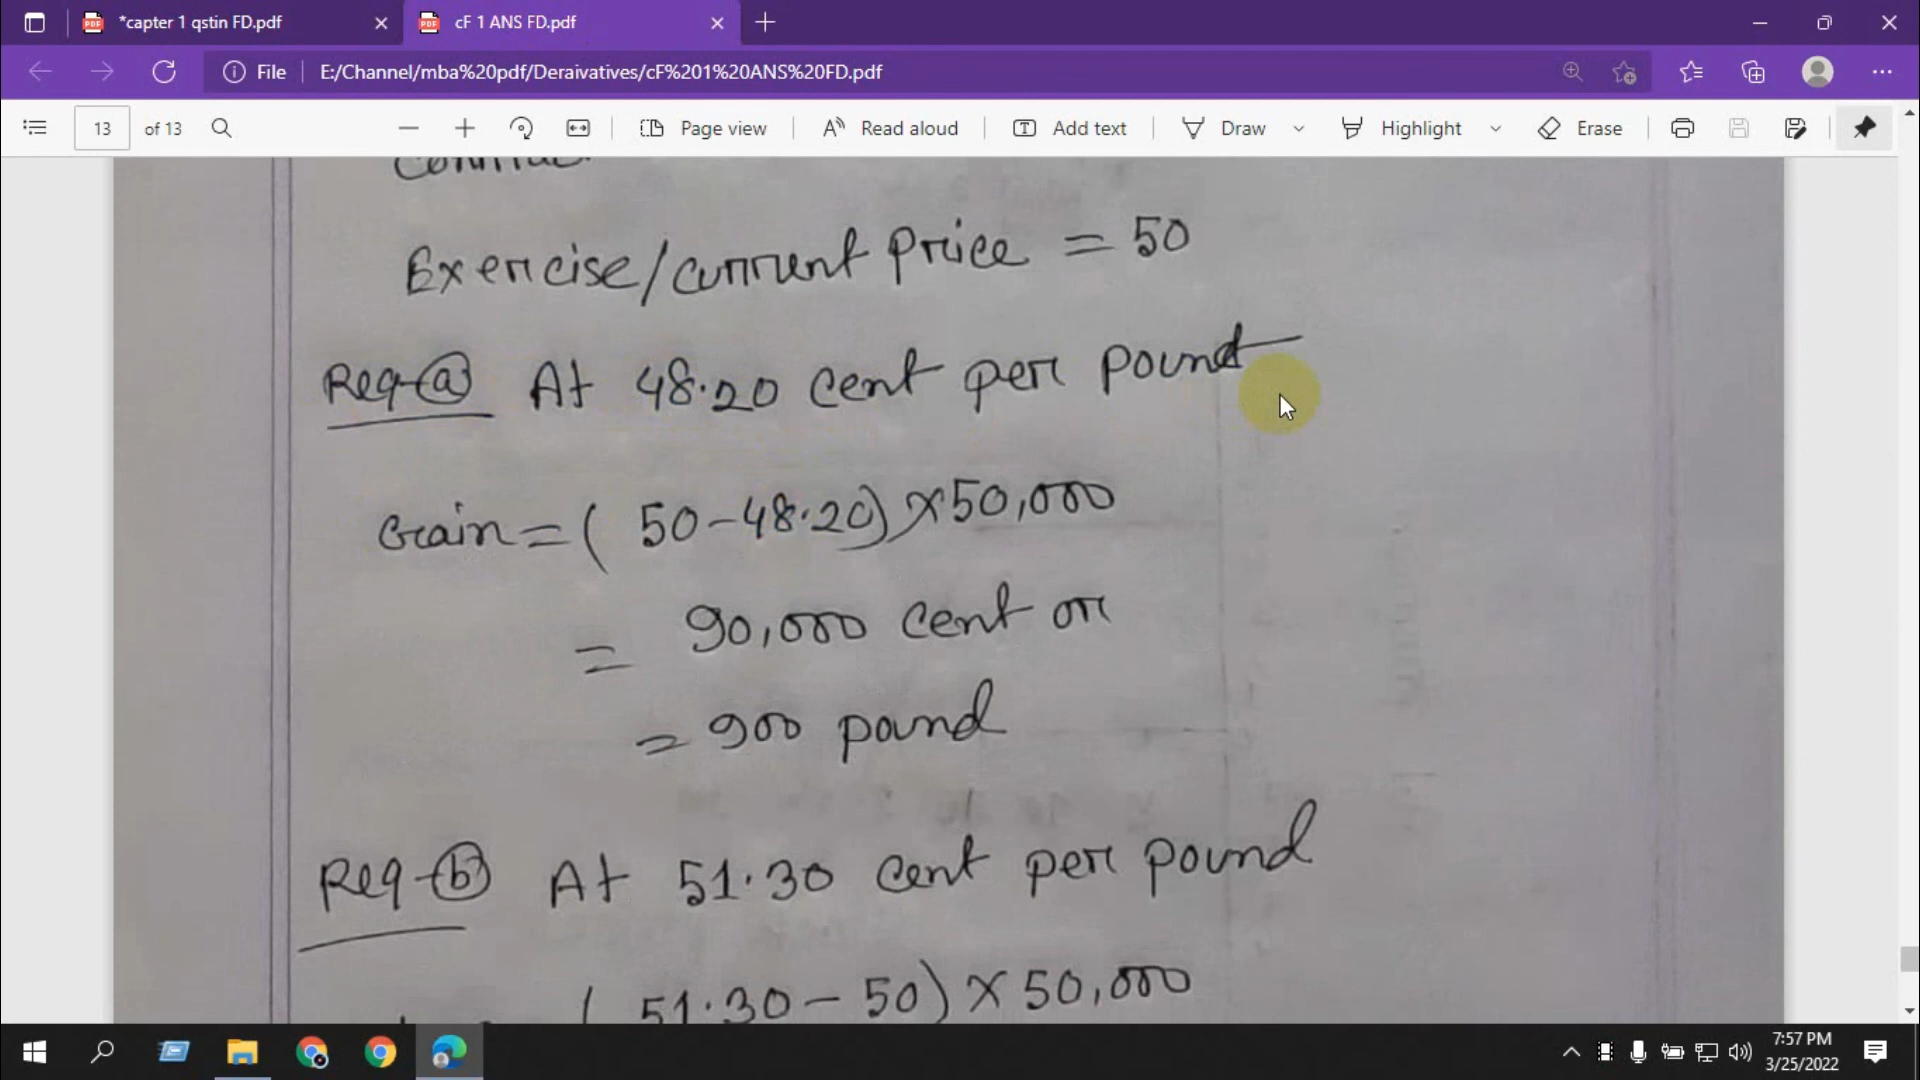 *capter 1 qstin FD.pdf
cF 1 ANS FD.pdf
File
E:/Channel/mba%20pdf/Deraivatives/cF%201%20ANS%20FD.pdf
13 of 13
Page view
Read aloud
Add text
Draw
Highlight
Erase
Exercise/current price = 50
Req-(a) At 48.20 cent per pound
Gain = (50-48.20) × 50,000
= 90,000 cent or
= 900 pound
Req-(b) At 51.30 cent per pound
(51.30 - 50) × 50,000
7:57 PM
3/25/2022